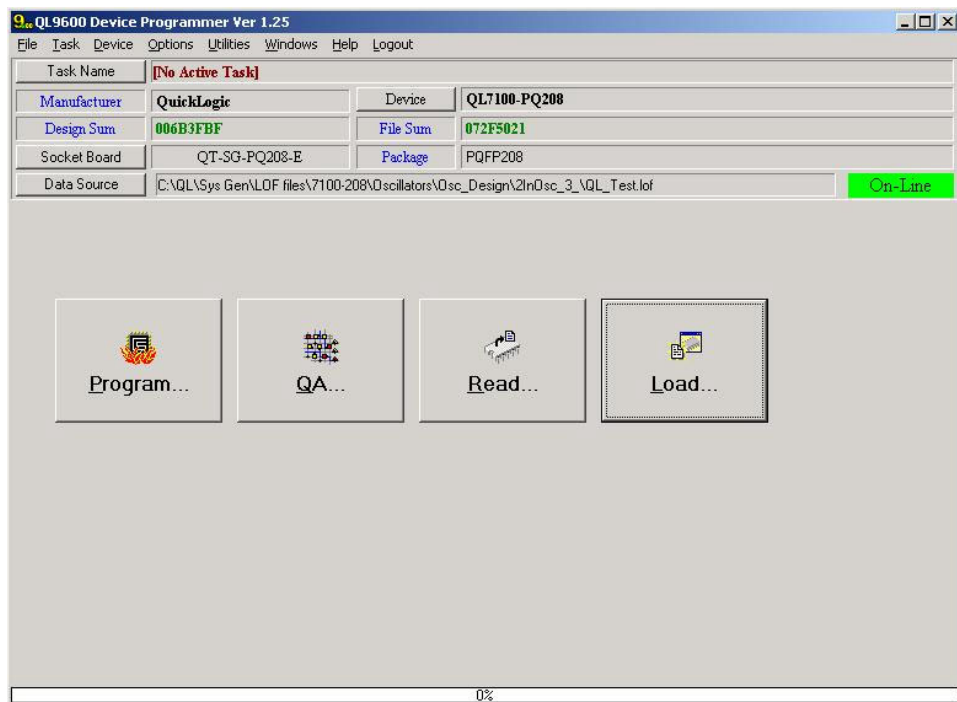 QL9600 Device Programmer Ver 1.25
File Task Device Options Utilities Windows Help Logout
Task Name [No Active Task]
Manufacturer QuickLogic Device QL7100-PQ208
Design Sum 006B3FBF File Sum 072F5021
Socket Board QT-SG-PQ208-E Package PQFP208
Data Source C:\QL\Sys Gen\LOF files\7100-208\Oscillators\Osc_Design\2InOsc_3_\QL_Test.lof On-Line
Program... QA... Read... Load...
0%